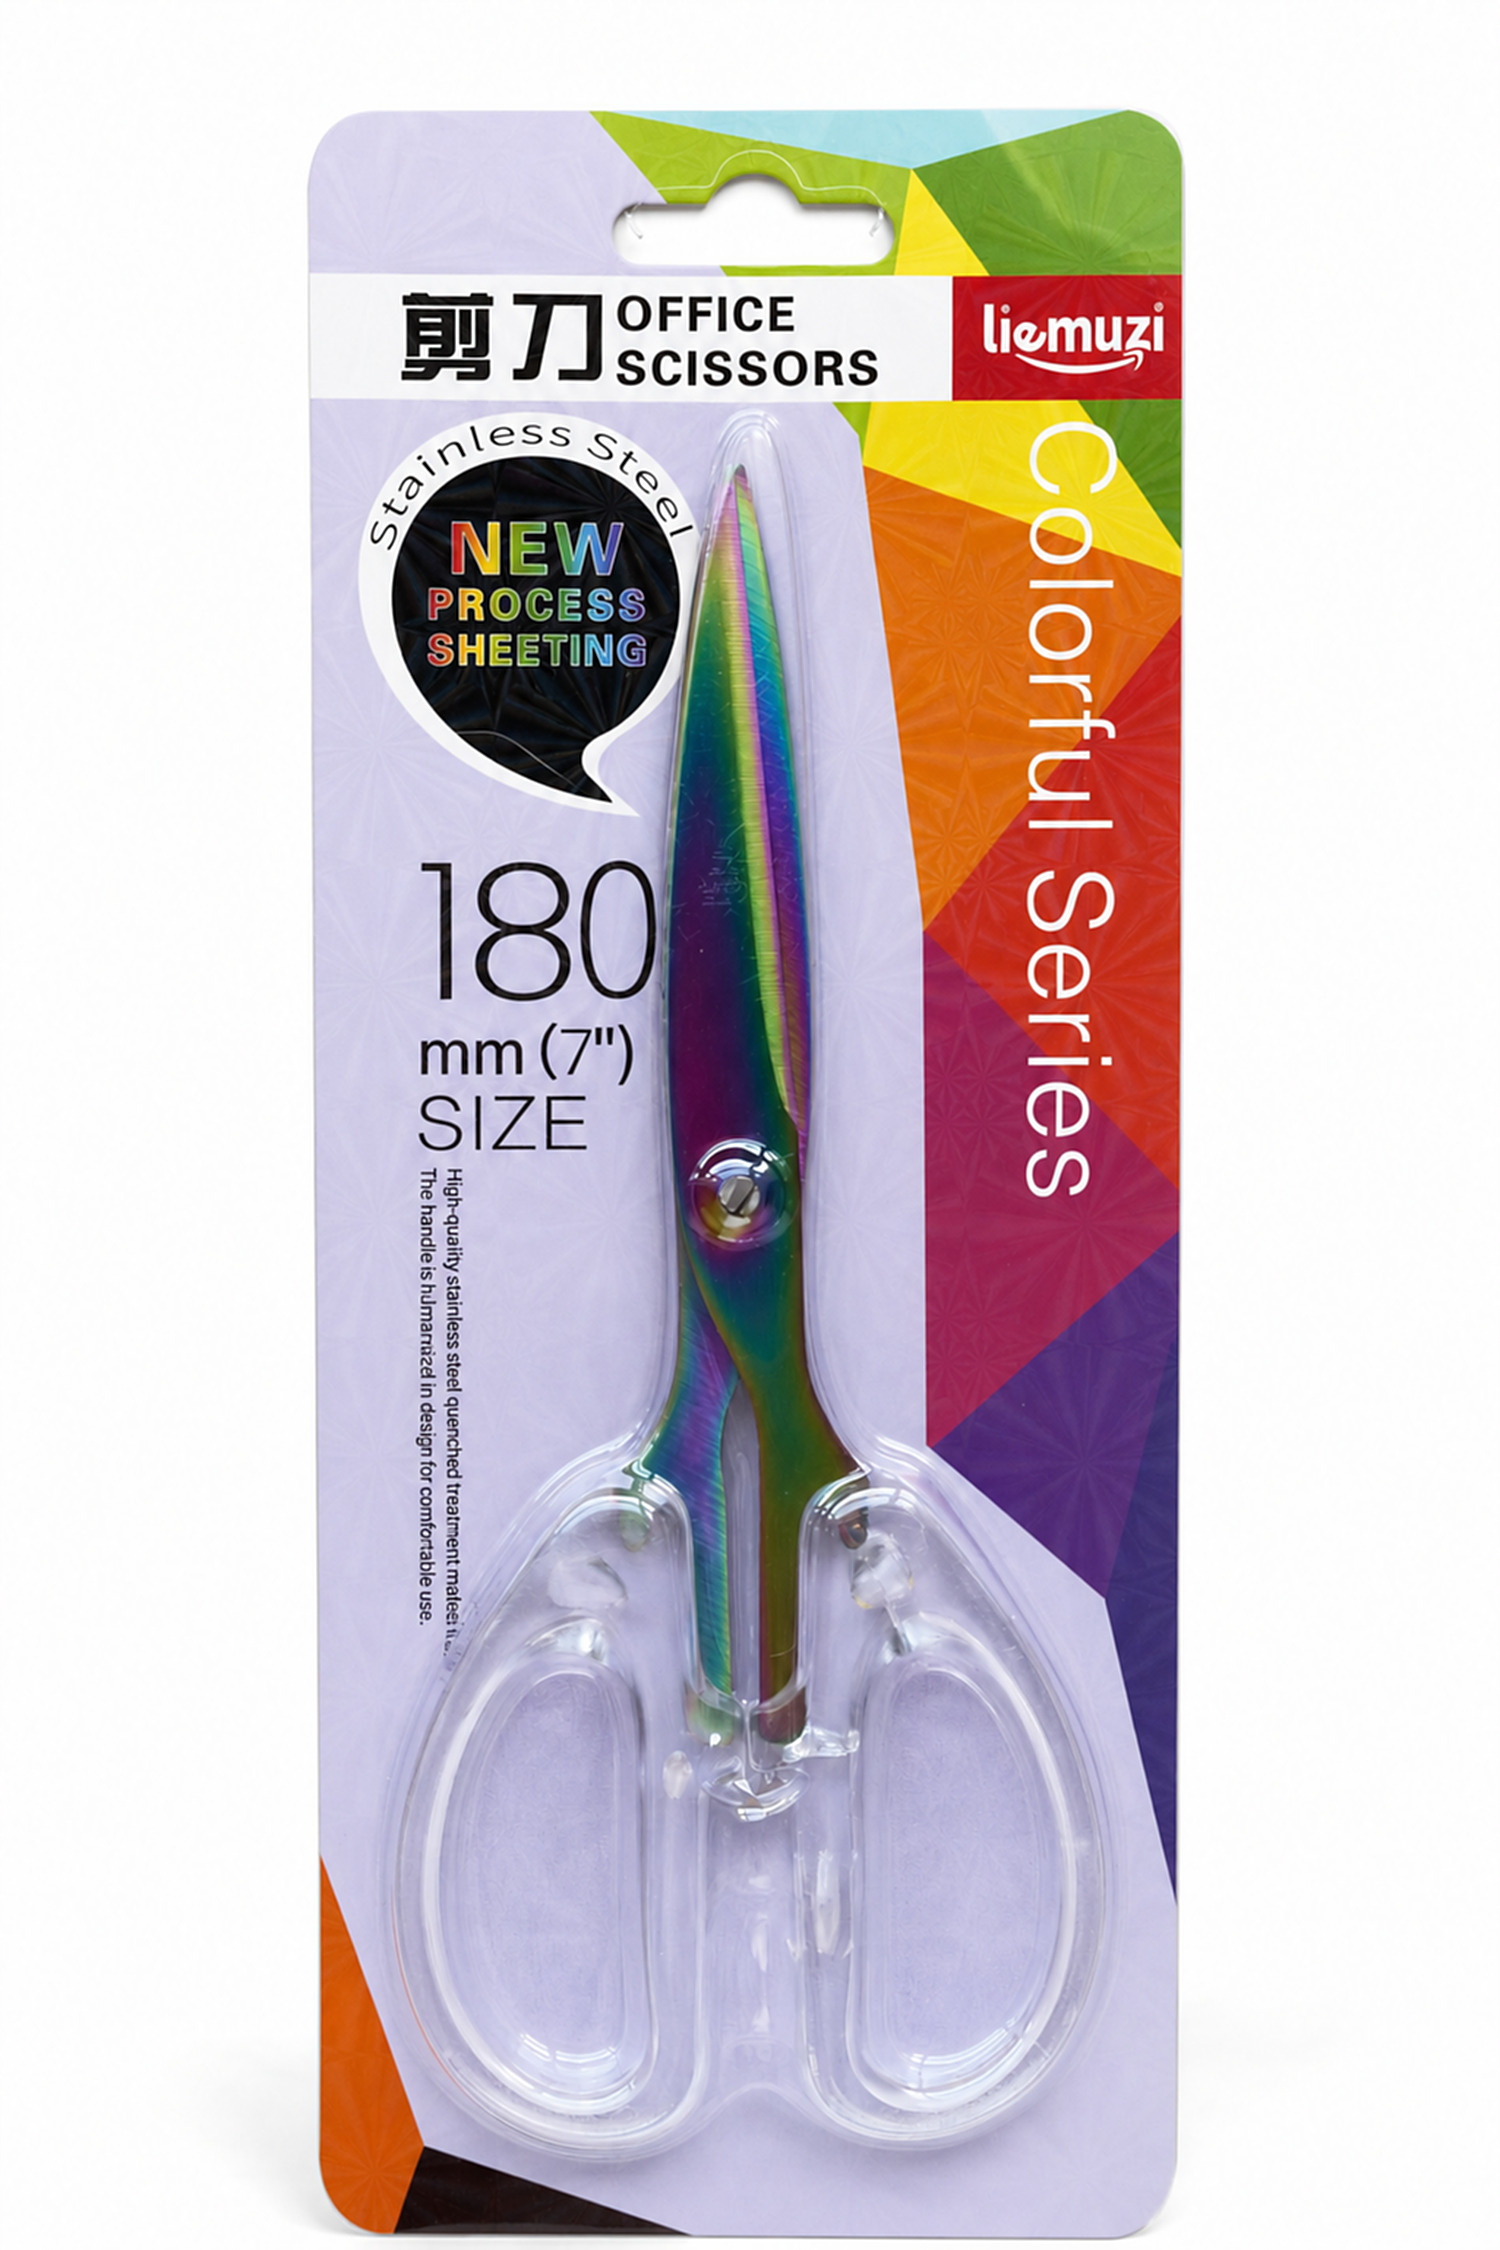 剪刀
OFFICE
SCISSORS
liemuzi
Stainless Steel
NEW
PROCESS
SHEETING
180
mm (7")
SIZE
Colorful Series
High-quality stainless steel quenched treatment
The handle is in design for comfortable use.